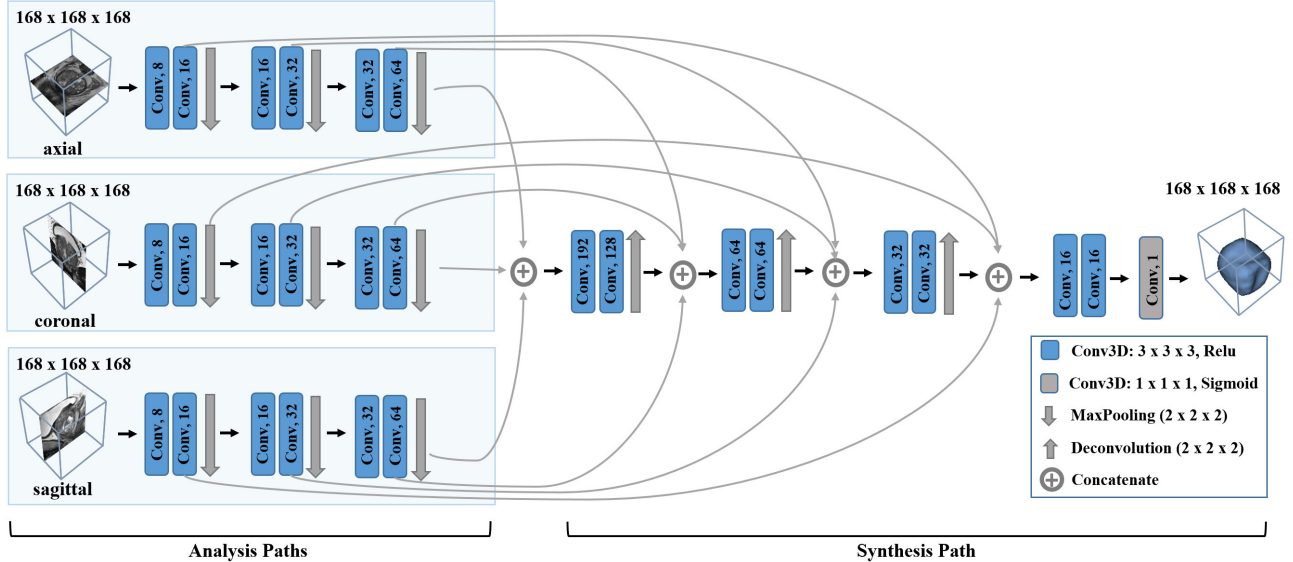 168 x 168 x 168
Conv, 8
Conv, 16
Conv, 16
Conv, 32
Conv, 32
Conv, 64
axial
168 x 168 x 168
Conv, 8
Conv, 16
Conv, 16
Conv, 32
Conv, 32
Conv, 64
coronal
168 x 168 x 168
Conv, 8
Conv, 16
Conv, 16
Conv, 32
Conv, 32
Conv, 64
sagittal
Conv, 192
Conv, 128
Conv, 64
Conv, 64
Conv, 32
Conv, 32
Conv, 16
Conv, 16
Conv, 1
168 x 168 x 168
Conv3D: 3 x 3 x 3, Relu
Conv3D: 1 x 1 x 1, Sigmoid
MaxPooling (2 x 2 x 2)
Deconvolution (2 x 2 x 2)
Concatenate
Analysis Paths
Synthesis Path